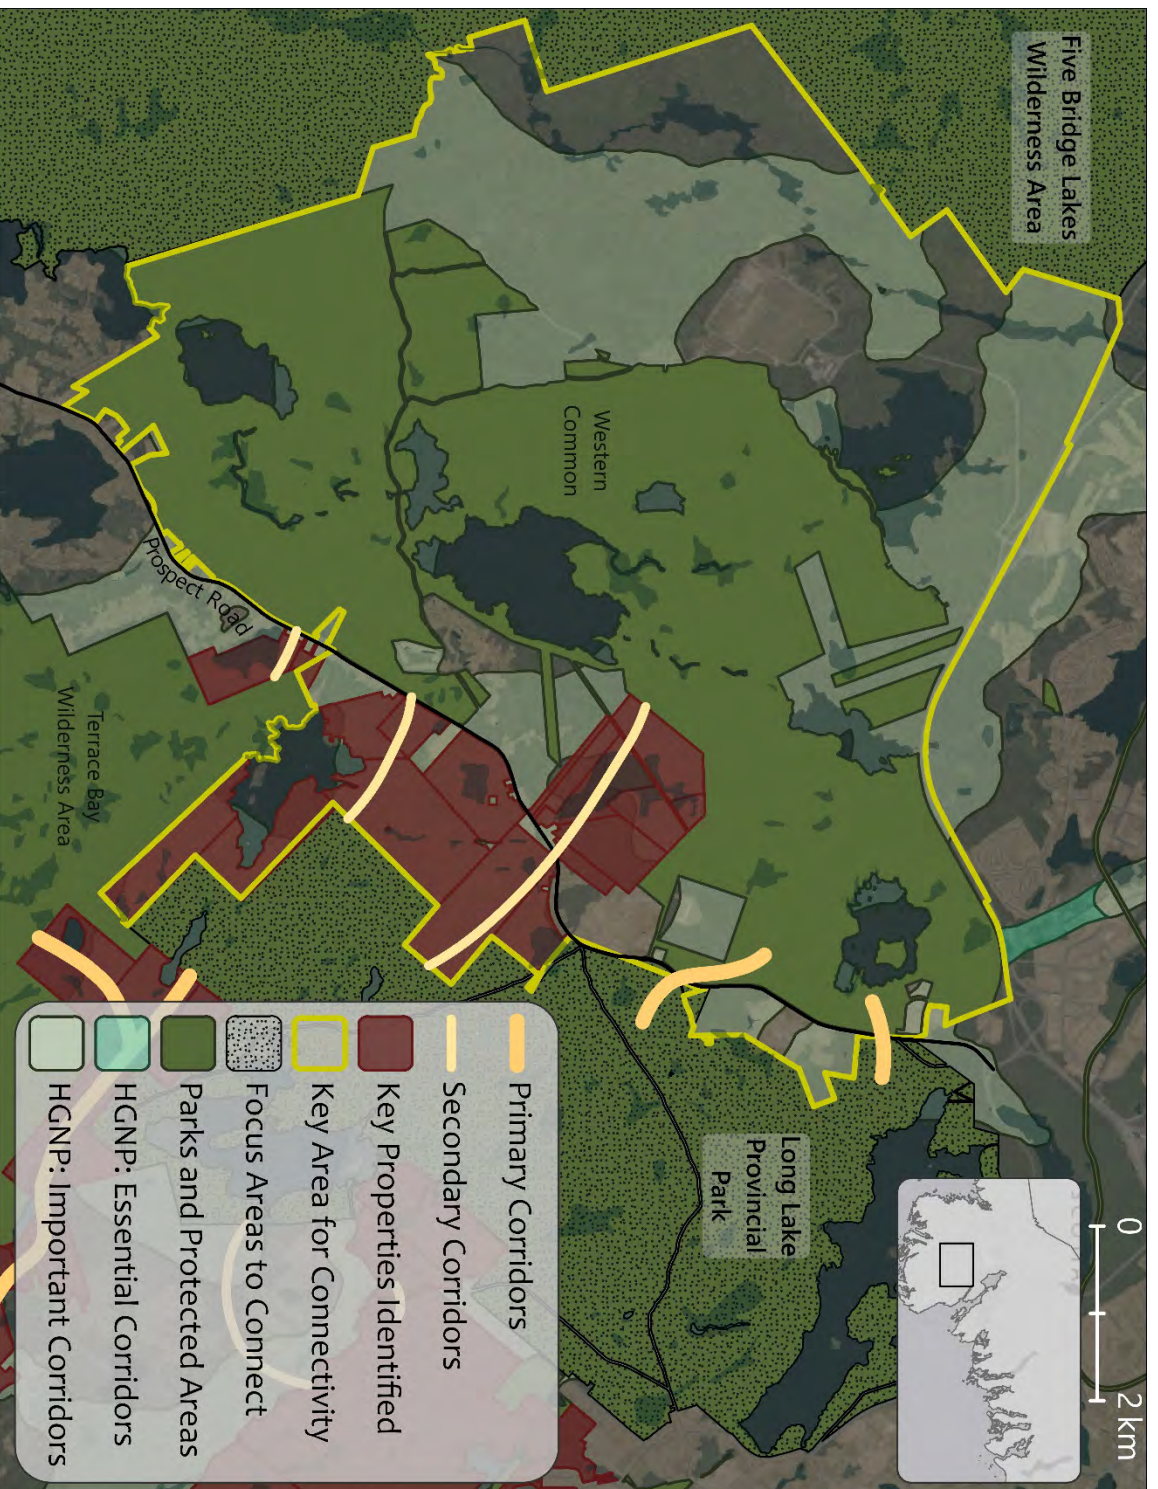 Five Bridge Lakes
Wilderness Area
Western
Common
Prospect Road
Terrace Bay
Wilderness Area
Long Lake
Provincial
Park
0
2 km
Primary Corridors
Secondary Corridors
Key Properties Identified
Key Area for Connectivity
Focus Areas to Connect
Parks and Protected Areas
HGNP: Essential Corridors
HGNP: Important Corridors